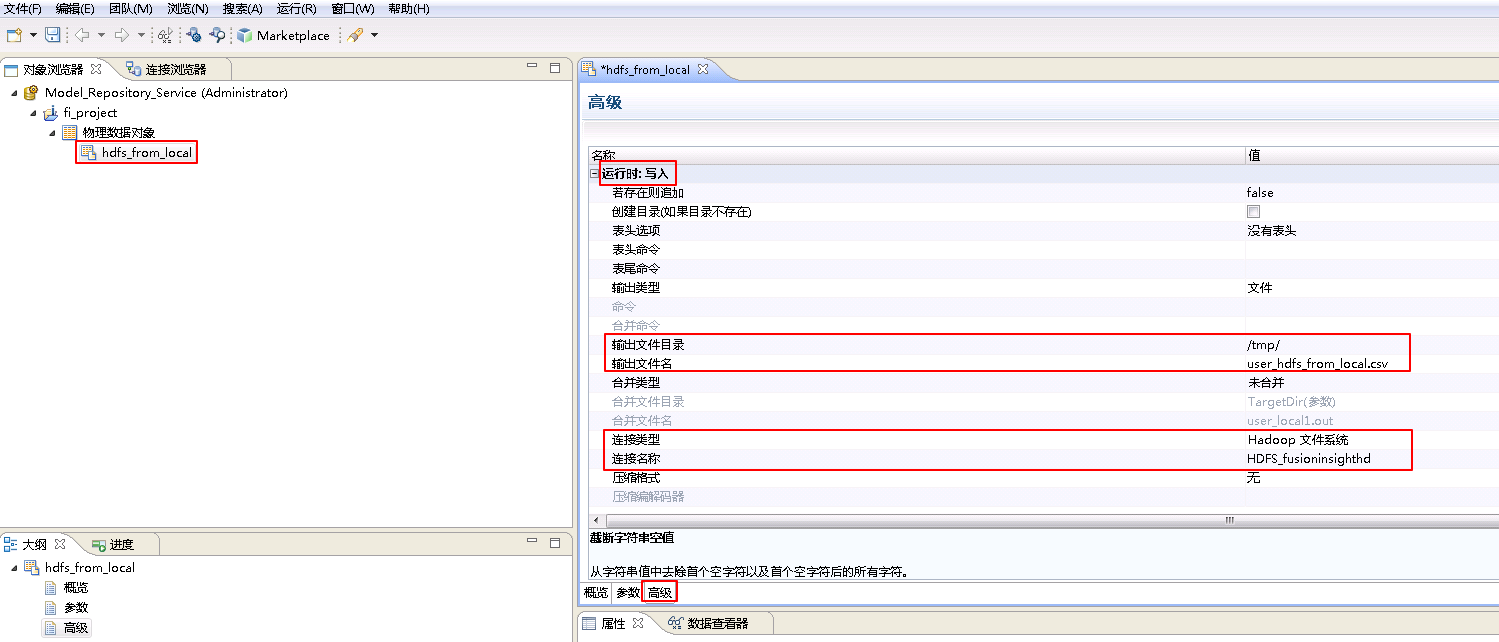 文件(F) 编辑(E) 团队(M) 浏览(N) 搜索(A) 运行(R) 窗口(W) 帮助(H)
Marketplace
对象浏览器 连接浏览器
Model_Repository_Service (Administrator)
fi_project
物理数据对象
hdfs_from_local
*hdfs_from_local
高级
名称 值
运行时: 写入
若存在则追加 false
创建目录(如果目录不存在)
表头选项 没有表头
表头命令
表尾命令
输出类型 文件
命令
合并命令
输出文件目录 /tmp/
输出文件名 user_hdfs_from_local.csv
合并类型 未合并
合并文件目录 TargetDir(参数)
合并文件名 user_local1.out
连接类型 Hadoop 文件系统
连接名称 HDFS_fusioninsighthd
压缩格式 无
压缩编解码器
截断字符串空值
从字符串值中去除首个空字符以及首个空字符后的所有字符。
概览 参数 高级
大纲 进度
hdfs_from_local
概览
参数
高级
属性 数据查看器